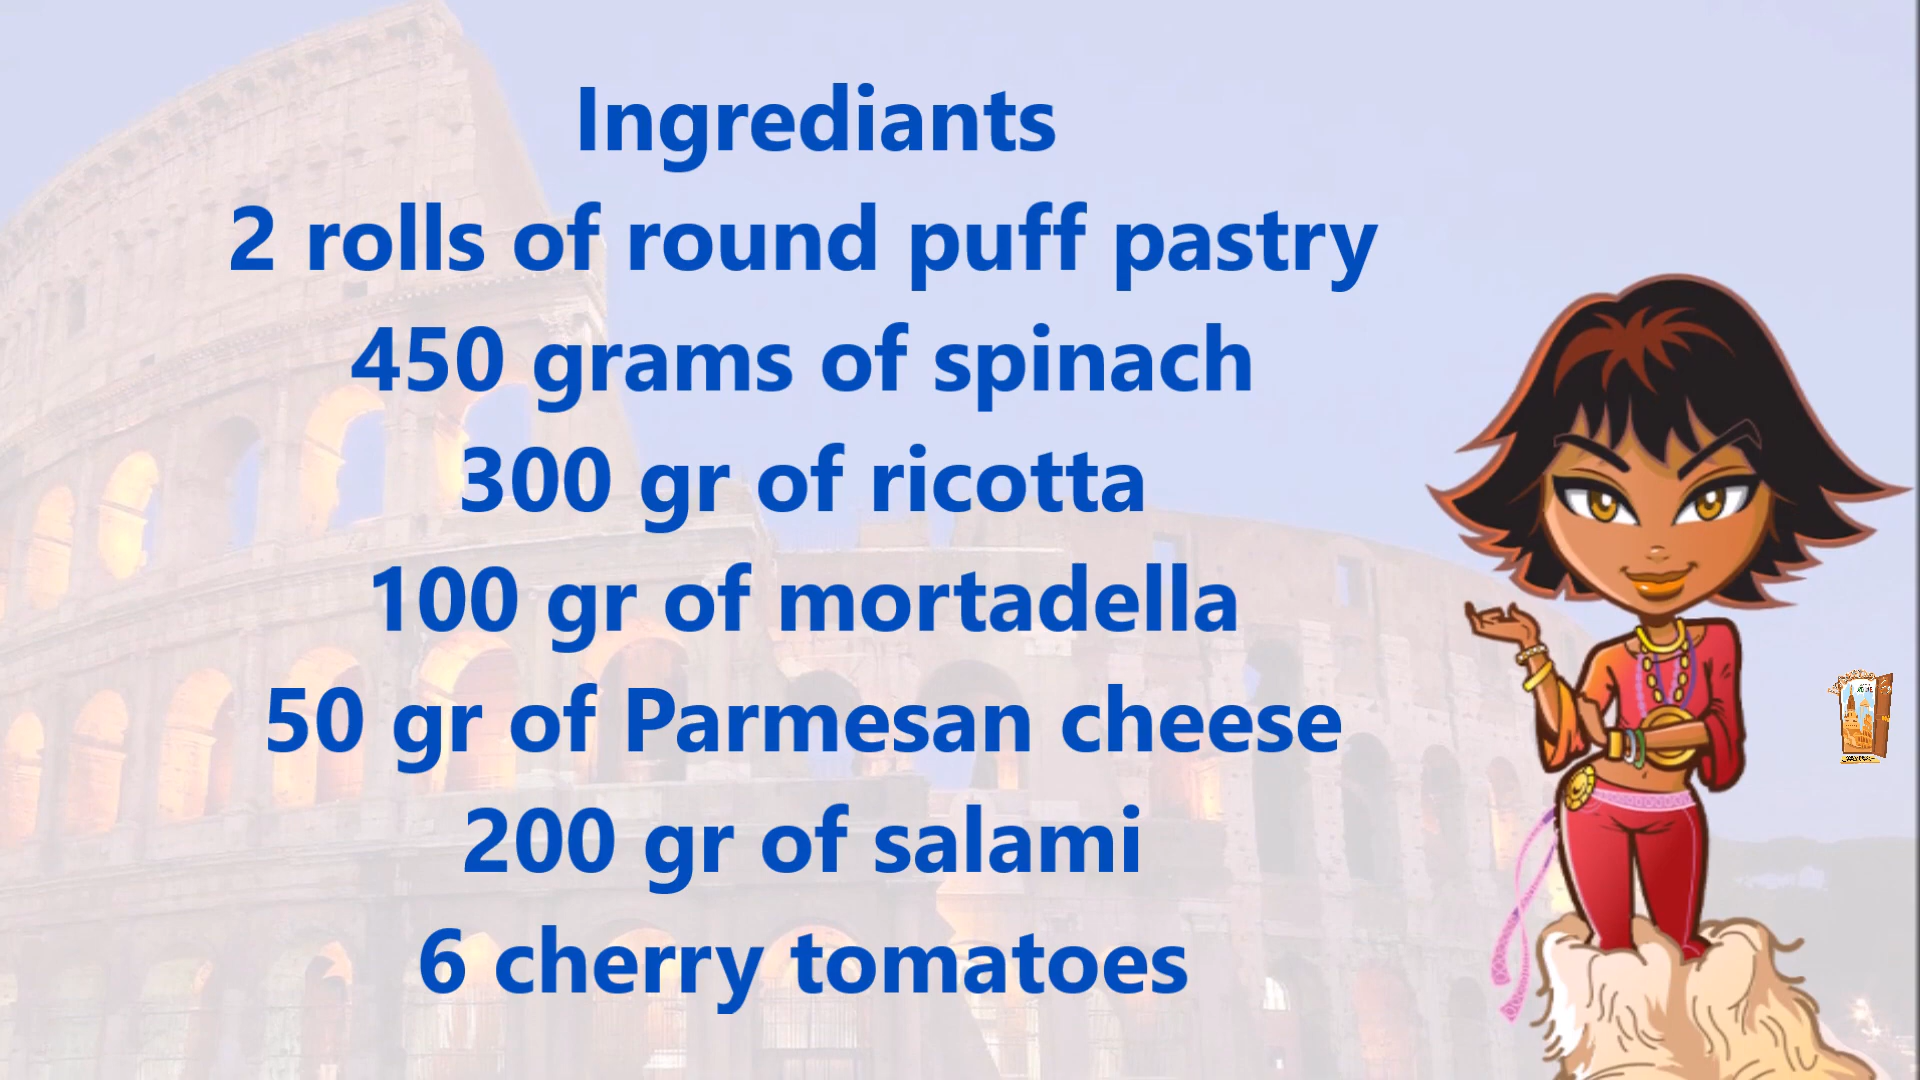 Ingrediants
2 rolls of round puff pastry
450 grams of spinach
300 gr of ricotta
100 gr of mortadella
50 gr of Parmesan cheese
200 gr of salami
6 cherry tomatoes